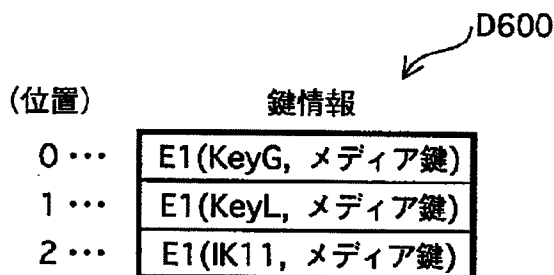 D600
(位置) 鍵情報
0… E1(KeyG, メディア鍵)
1… E1(KeyL, メディア鍵)
2… E1(IK11, メディア鍵)